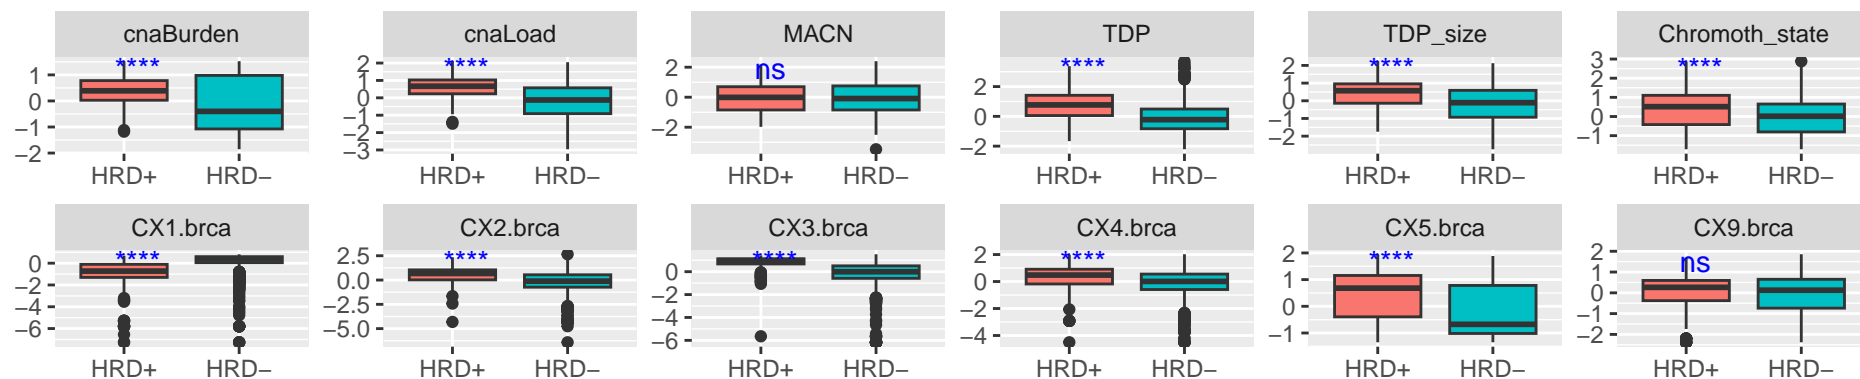 cnaBurden cnaLoad MACN TDP TDP_size Chromoth_state
**** **** ns **** **** ****
1 0 −1 −2
2 1 0 −1 −2 −3
2 0 −2
2 0 −2
2 1 0 −1 −2
3 2 1 0 −1
HRD+ HRD− HRD+ HRD− HRD+ HRD− HRD+ HRD− HRD+ HRD− HRD+ HRD−
CX1.brca CX2.brca CX3.brca CX4.brca CX5.brca CX9.brca
**** **** **** **** **** ns
0 −2 −4 −6
2.5 0.0 −2.5 −5.0
0 −2 −4 −6
2 0 −2 −4
2 1 0 −1
2 1 0 −1 −2
HRD+ HRD− HRD+ HRD− HRD+ HRD− HRD+ HRD− HRD+ HRD− HRD+ HRD−